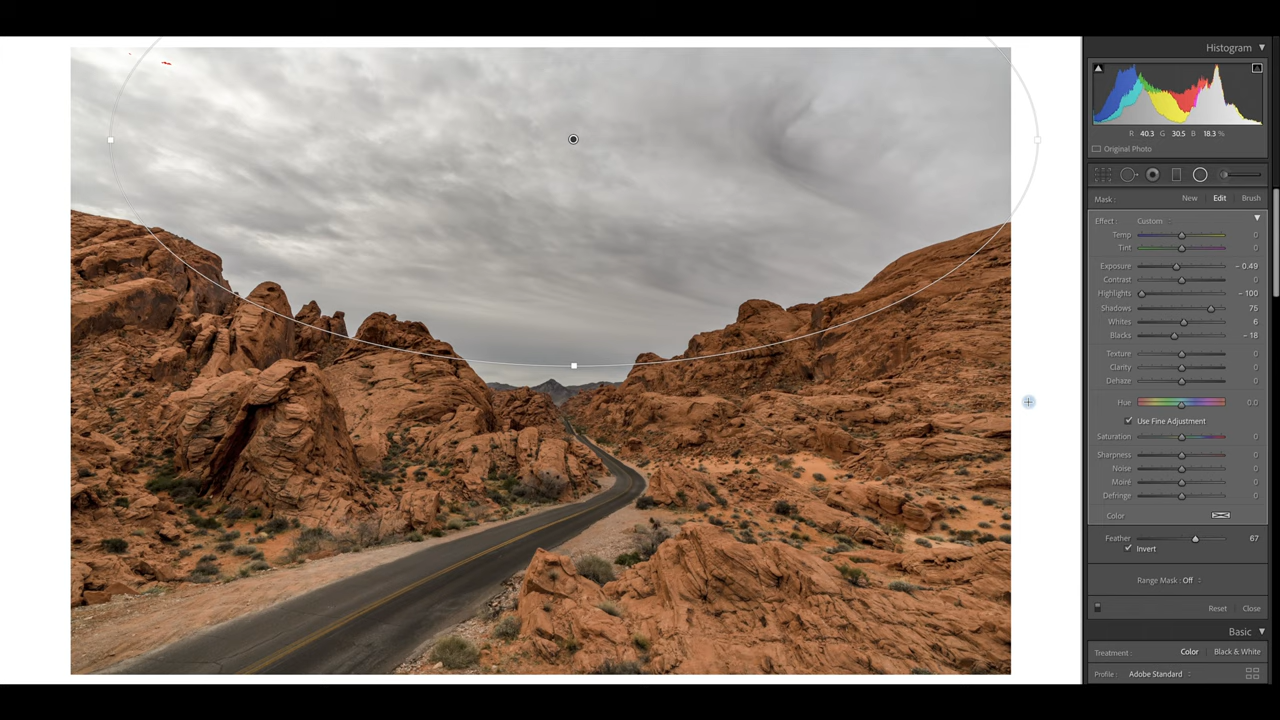 Histogram
R 40.3 G 30.5 B 18.3 %
Original Photo
Mask : New Edit Brush
Effect : Custom
Temp 0
Tint 0
Exposure – 0.49
Contrast 0
Highlights – 100
Shadows 75
Whites 6
Blacks – 18
Texture 0
Clarity 0
Dehaze 0
Hue 0.0
Use Fine Adjustment
Saturation 0
Sharpness 0
Noise 0
Moiré 0
Defringe 0
Color
Feather 67
Invert
Range Mask : Off
Reset Close
Basic
Treatment : Color Black & White
Profile : Adobe Standard